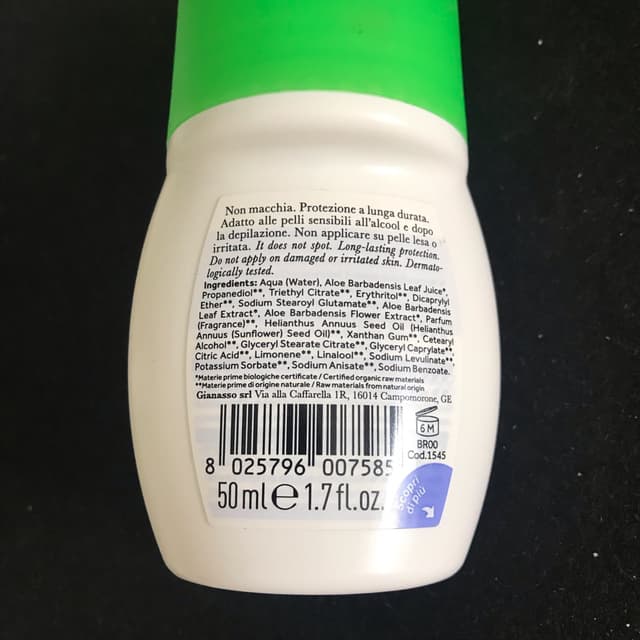 Non macchia. Protezione a lunga durata.
Adatto alle pelli sensibili all'alcool e dopo
la depilazione. Non applicare su pelle lesa o
irritata. It does not spot. Long-lasting protection.
Do not apply on damaged or irritated skin. Dermato-
logically tested.
Ingredients: Aqua (Water), Aloe Barbadensis Leaf Juice*,
Propanediol**, Triethyl Citrate**, Erythritol**, Dicaprylyl
Ether**, Sodium Stearoyl Glutamate**, Aloe Barbadensis
Leaf Extract*, Aloe Barbadensis Flower Extract*, Parfum
(Fragrance)**, Helianthus Annuus Seed Oil (Helianthus
Annuus (Sunflower) Seed Oil)**, Xanthan Gum**, Cetearyl
Alcohol**, Glyceryl Stearate Citrate**, Glyceryl Caprylate**,
Citric Acid**, Limonene**, Linalool**, Sodium Levulinate**,
Potassium Sorbate**, Sodium Anisate**, Sodium Benzoate.
*Materie prime biologiche certificate / Certified organic raw materials
**Materie prime di origine naturale / Raw materials from natural origin
Gianasso srl Via alla Caffarella 1R, 16014 Campomorone, GE
6 M
BR00
Cod.1545
8 025796 007585
50 ml e 1.7 fl.oz.
Scopri
di più